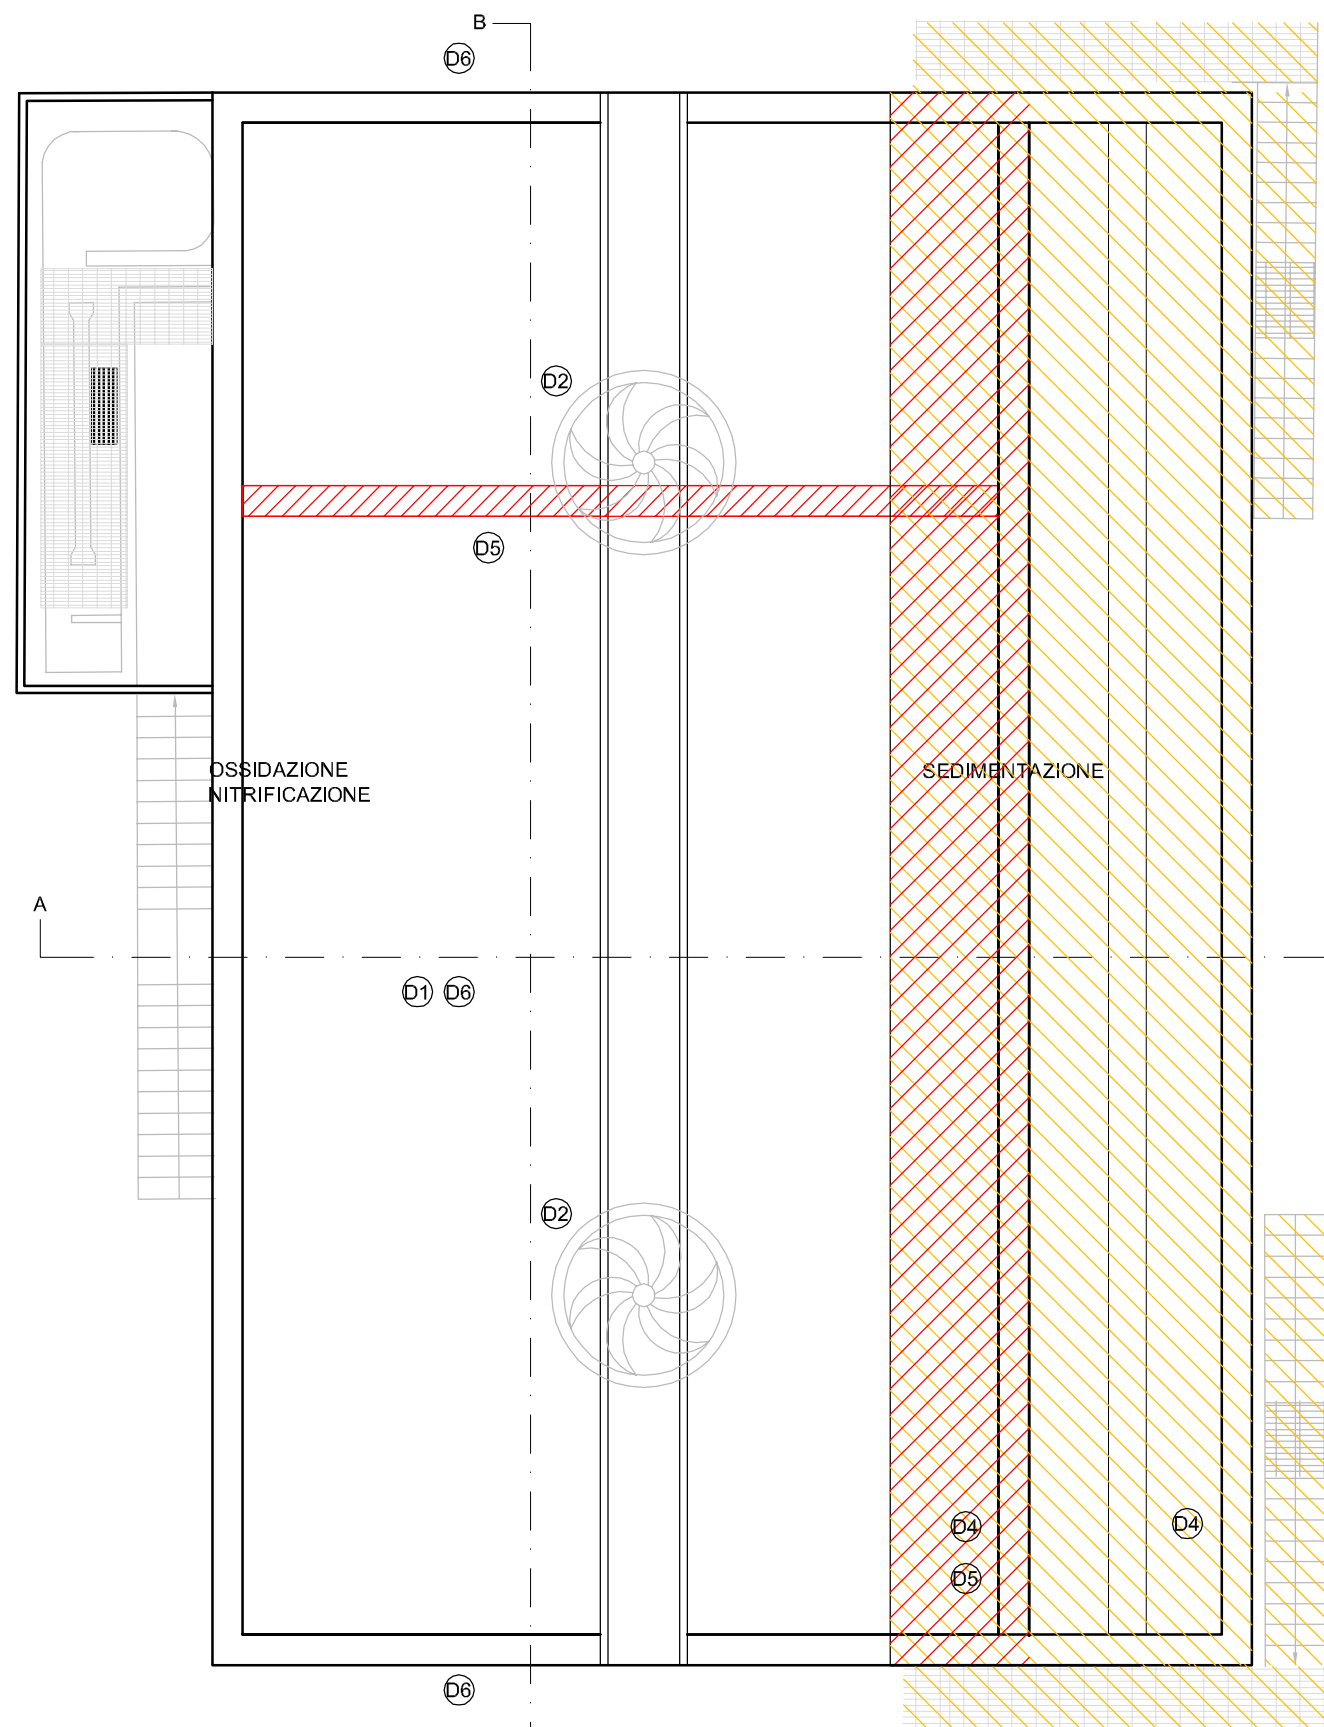 B
D6
D2
D5
OSSIDAZIONE
NITRIFICAZIONE
SEDIMENTAZIONE
A
D1 D6
D2
D4
D4
D5
D6